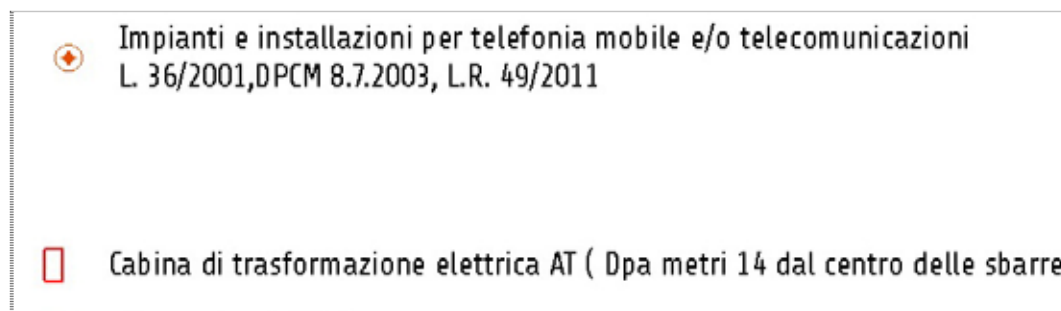 Impianti e installazioni per telefonia mobile e/o telecomunicazioni
L. 36/2001,DPCM 8.7.2003, L.R. 49/2011
Cabina di trasformazione elettrica AT ( Dpa metri 14 dal centro delle sbarre